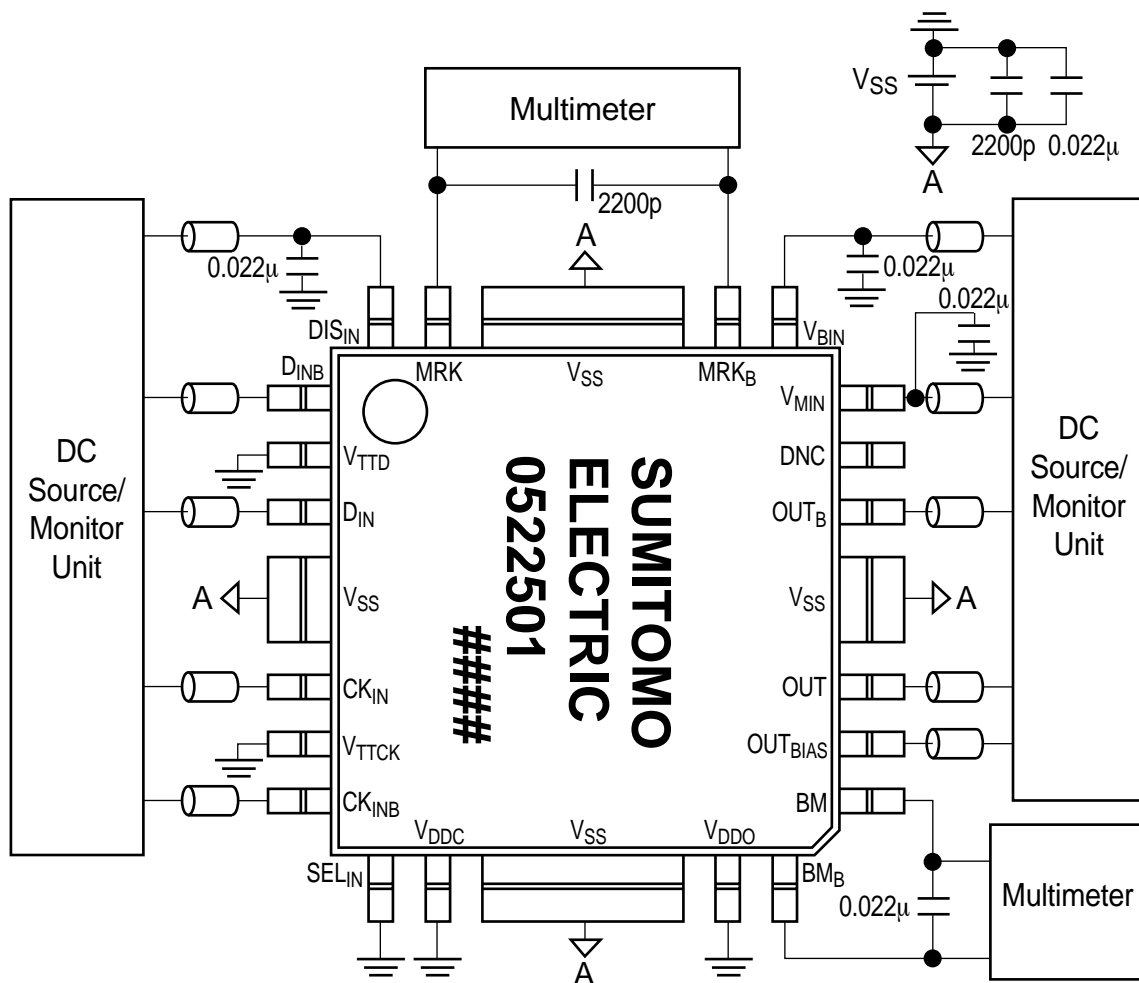 Multimeter
2200p
A
V_SS
2200p 0.022μ
A
0.022μ
0.022μ
0.022μ
DIS_IN
MRK
V_SS
MRK_B
V_BIN
D_INB
V_TTD
D_IN
V_SS
CK_IN
V_TTCK
CK_INB
A
DC
Source/
Monitor
Unit
SUMITOMO
ELECTRIC
0522501
####
V_MIN
DNC
OUT_B
V_SS
OUT
OUT_BIAS
BM
A
DC
Source/
Monitor
Unit
SEL_IN
V_DDC
V_SS
V_DDO
BM_B
A
0.022μ
Multimeter